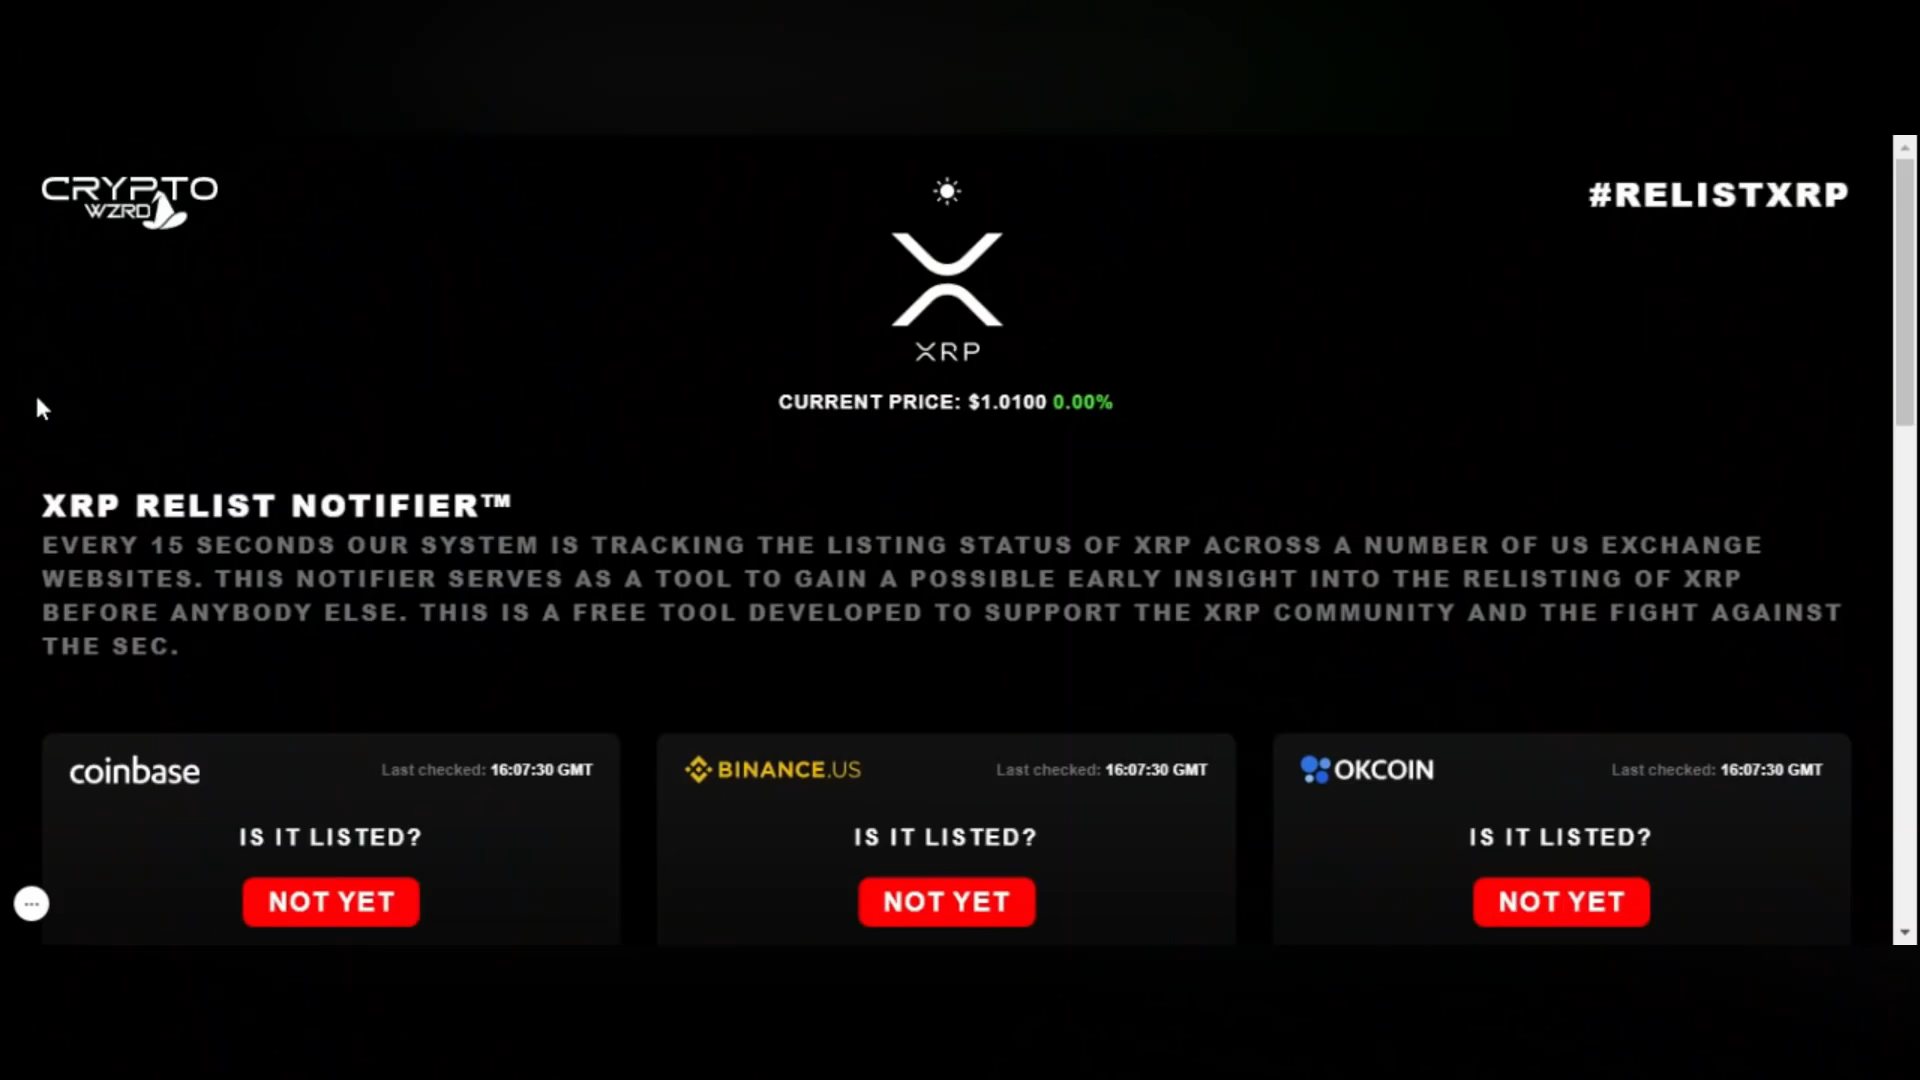 CRYPTO
WZRD
#RELISTXRP
XRP
CURRENT PRICE: $1.0100 0.00%
XRP RELIST NOTIFIER™
EVERY 15 SECONDS OUR SYSTEM IS TRACKING THE LISTING STATUS OF XRP ACROSS A NUMBER OF US EXCHANGE
WEBSITES. THIS NOTIFIER SERVES AS A TOOL TO GAIN A POSSIBLE EARLY INSIGHT INTO THE RELISTING OF XRP
BEFORE ANYBODY ELSE. THIS IS A FREE TOOL DEVELOPED TO SUPPORT THE XRP COMMUNITY AND THE FIGHT AGAINST
THE SEC.
coinbase
Last checked: 16:07:30 GMT
IS IT LISTED?
NOT YET
BINANCE.US
Last checked: 16:07:30 GMT
IS IT LISTED?
NOT YET
OKCOIN
Last checked: 16:07:30 GMT
IS IT LISTED?
NOT YET